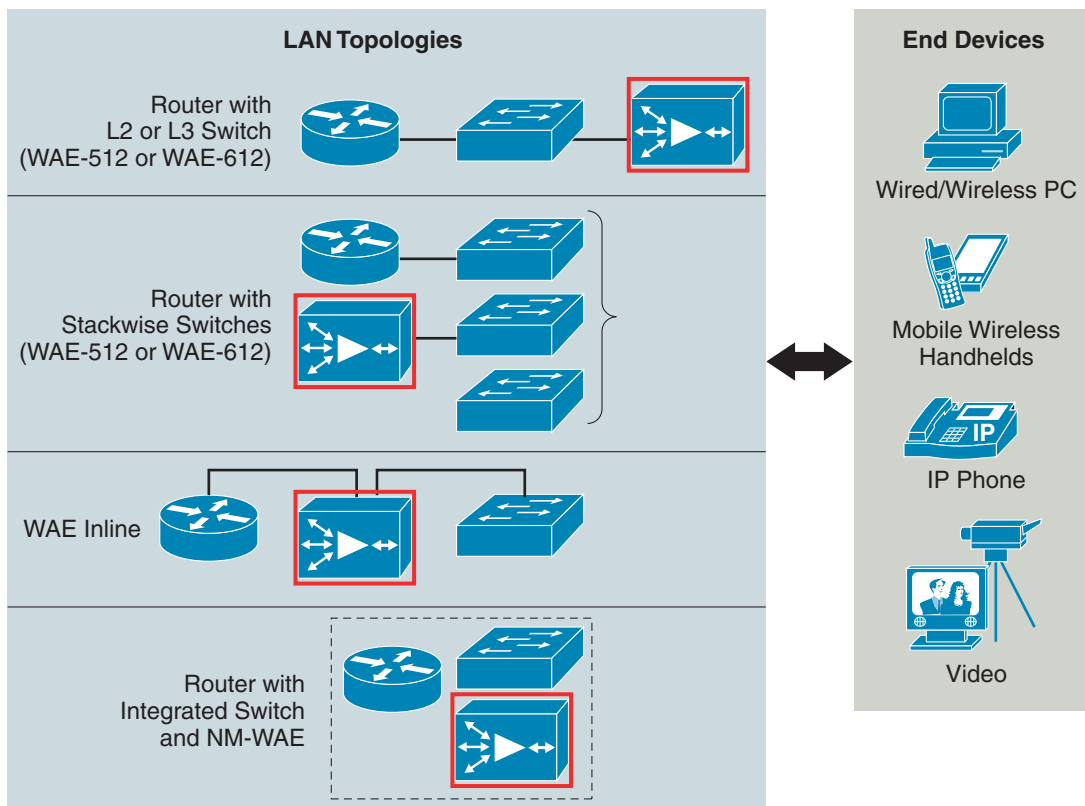 LAN Topologies
Router with
L2 or L3 Switch
(WAE-512 or WAE-612)
Router with
Stackwise Switches
(WAE-512 or WAE-612)
WAE Inline
Router with
Integrated Switch
and NM-WAE
End Devices
Wired/Wireless PC
Mobile Wireless
Handhelds
IP
IP Phone
Video